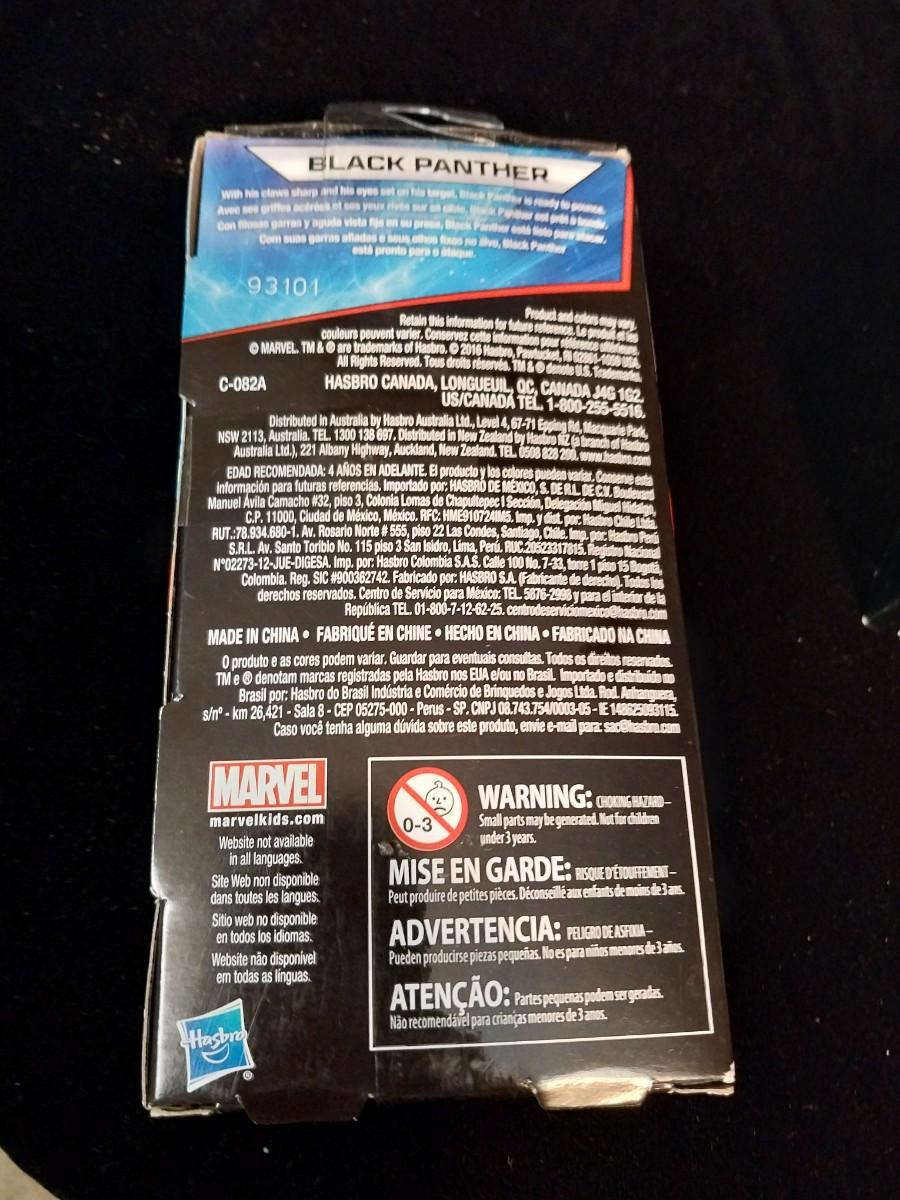 BLACK PANTHER
With his claws sharp and his eyes set on his target, Black Panther is ready to pounce.
Avec ses griffes acérées et ses yeux rivés sur sa cible, Black Panther est prêt à bondir.
Con filosas garras y aguda vista fija en su presa, Black Panther está listo para atacar.
Com suas garras afiadas e seus olhos fixos no alvo, Black Panther
está pronto para o ataque.
93101
Product and colors may vary.
Retain this information for future reference. Le produit et les
couleurs peuvent varier. Conservez cette information pour
© MARVEL. TM & ® are trademarks of Hasbro. © 2016 Hasbro, Pawtucket, RI 02861-1059 USA.
All Rights Reserved. Tous droits réservés. TM & ® denote U.S. Trademarks.
C-082A
HASBRO CANADA, LONGUEUIL, QC, CANADA J4G 1G2.
US/CANADA TEL. 1-800-255-5516.
Distributed in Australia by Hasbro Australia Ltd., Level 4, 67-71 Epping Rd, Macquarie Park,
NSW 2113, Australia. TEL. 1300 138 697. Distributed in New Zealand by Hasbro NZ (a branch of Hasbro
Australia Ltd.), 221 Albany Highway, Auckland, New Zealand. TEL. 0508 828 200. www.hasbro.com
EDAD RECOMENDADA: 4 AÑOS EN ADELANTE. El producto y los colores pueden variar. Conserve esta
información para futuras referencias. Importado por: HASBRO DE MÉXICO, S. DE R.L. DE C.V. Boulevard
Manuel Ávila Camacho #32, piso 3, Colonia Lomas de Chapultepec I Sección, Delegación Miguel Hidalgo,
C.P. 11000, Ciudad de México, México. RFC: HME910724IM5. Imp. y dist. por: Hasbro Chile Ltda.
RUT.:78.934.680-1. Av. Rosario Norte # 555, piso 22 Las Condes, Santiago, Chile. Imp. por: Hasbro Perú
S.R.L. Av. Santo Toribio No. 115 piso 3 San Isidro, Lima, Perú. RUC.20523317815. Registro Nacional
N°02273-12-JUE-DIGESA. Imp. por: Hasbro Colombia S.A.S. Calle 100 No. 7-33, torre 1 piso 15 Bogotá,
Colombia. Reg. SIC #900362742. Fabricado por: HASBRO S.A. (Fabricante de derecho). Todos los
derechos reservados. Centro de Servicio para México: TEL. 5876-2998 y para el interior de la
República TEL. 01-800-7-12-62-25. centrodeserviciomexico@hasbro.com
MADE IN CHINA • FABRIQUÉ EN CHINE • HECHO EN CHINA • FABRICADO NA CHINA
O produto e as cores podem variar. Guardar para eventuais consultas. Todos os direitos reservados.
TM e ® denotam marcas registradas pela Hasbro nos EUA e/ou no Brasil. Importado e distribuído no
Brasil por: Hasbro do Brasil Indústria e Comércio de Brinquedos e Jogos Ltda. Rod. Anhanguera,
s/nº - km 26,421 - Sala 8 - CEP 05275-000 - Perus - SP. CNPJ 08.743.754/0003-05 - IE 148625093115.
Caso você tenha alguma dúvida sobre este produto, envie e-mail para: sac@hasbro.com
MARVEL
marvelkids.com
Website not available
in all languages.
Site Web non disponible
dans toutes les langues.
Sitio web no disponible
en todos los idiomas.
Website não disponível
em todas as línguas.
Hasbro
®
0-3
WARNING: CHOKING HAZARD–
Small parts may be generated. Not for children
under 3 years.
MISE EN GARDE: RISQUE D'ÉTOUFFEMENT–
Peut produire de petites pièces. Déconseillé aux enfants de moins de 3 ans.
ADVERTENCIA: PELIGRO DE ASFIXIA–
Pueden producirse piezas pequeñas. No es para niños menores de 3 años.
ATENÇÃO: Partes pequenas podem ser geradas.
Não recomendável para crianças menores de 3 anos.